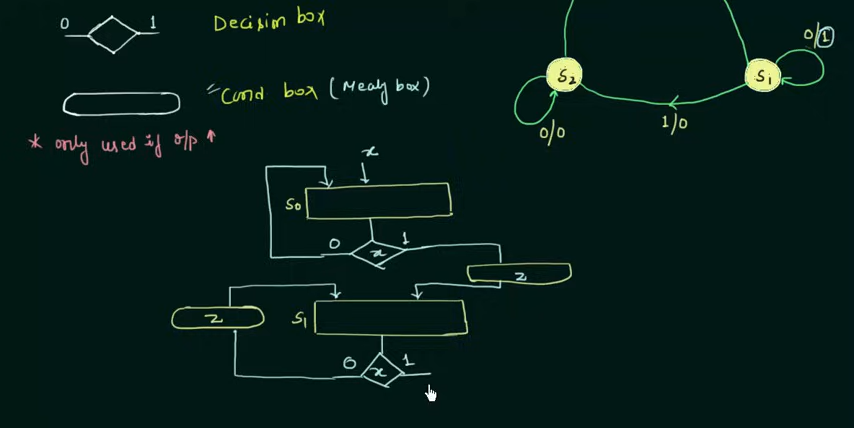 0 1 Decision box
Cond box (Mealy box)
* only used if o/p ↑
S2
S1
0/1
0/0
1/0
x
S0
0 x 1
z
z
S1
0 x 1